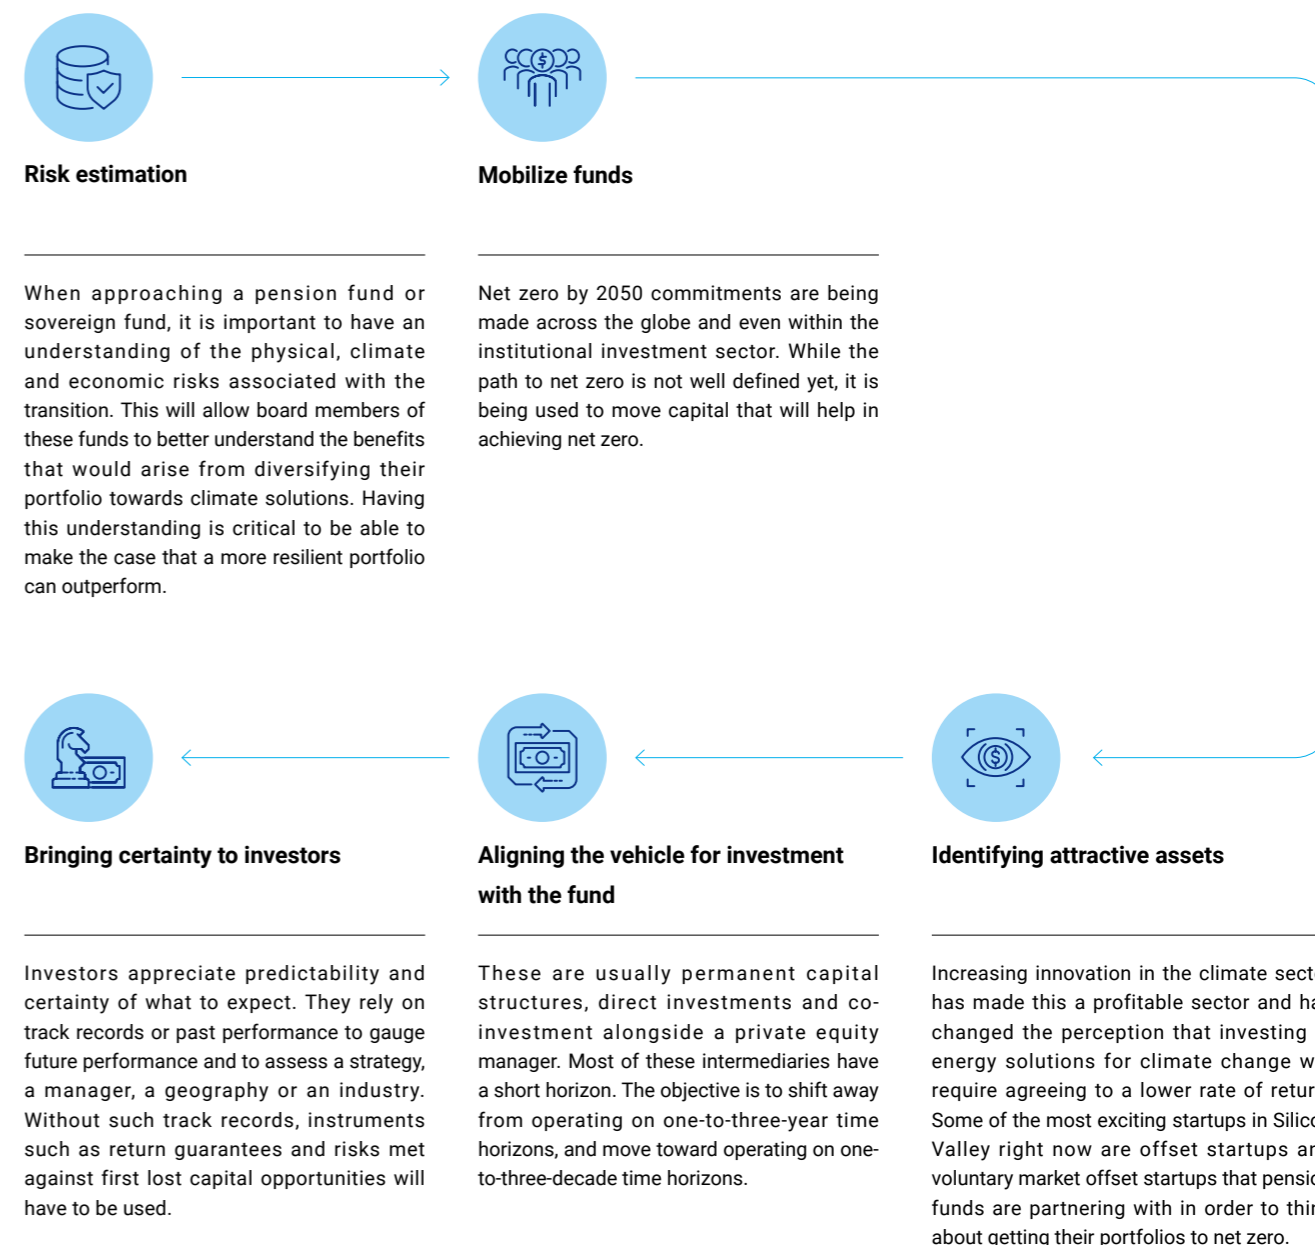 Risk estimation
When approaching a pension fund or
sovereign fund, it is important to have an
understanding of the physical, climate
and economic risks associated with the
transition. This will allow board members of
these funds to better understand the benefits
that would arise from diversifying their
portfolio towards climate solutions. Having
this understanding is critical to be able to
make the case that a more resilient portfolio
can outperform.
Mobilize funds
Net zero by 2050 commitments are being
made across the globe and even within the
institutional investment sector. While the
path to net zero is not well defined yet, it is
being used to move capital that will help in
achieving net zero.
Identifying attractive assets
Increasing innovation in the climate
has made this a profitable sector and
changed the perception that investing
energy solutions for climate change
require agreeing to a lower rate of
Some of the most exciting startups in
Valley right now are offset startups
voluntary market offset startups that
funds are partnering with in order to
about getting their portfolios to net zero.
Aligning the vehicle for investment
with the fund
These are usually permanent capital
structures, direct investments and co-
investment alongside a private equity
manager. Most of these intermediaries have
a short horizon. The objective is to shift away
from operating on one-to-three-year time
horizons, and move toward operating on one-
to-three-decade time horizons.
Bringing certainty to investors
Investors appreciate predictability and
certainty of what to expect. They rely on
track records or past performance to gauge
future performance and to assess a strategy,
a manager, a geography or an industry.
Without such track records, instruments
such as return guarantees and risks met
against first lost capital opportunities will
have to be used.